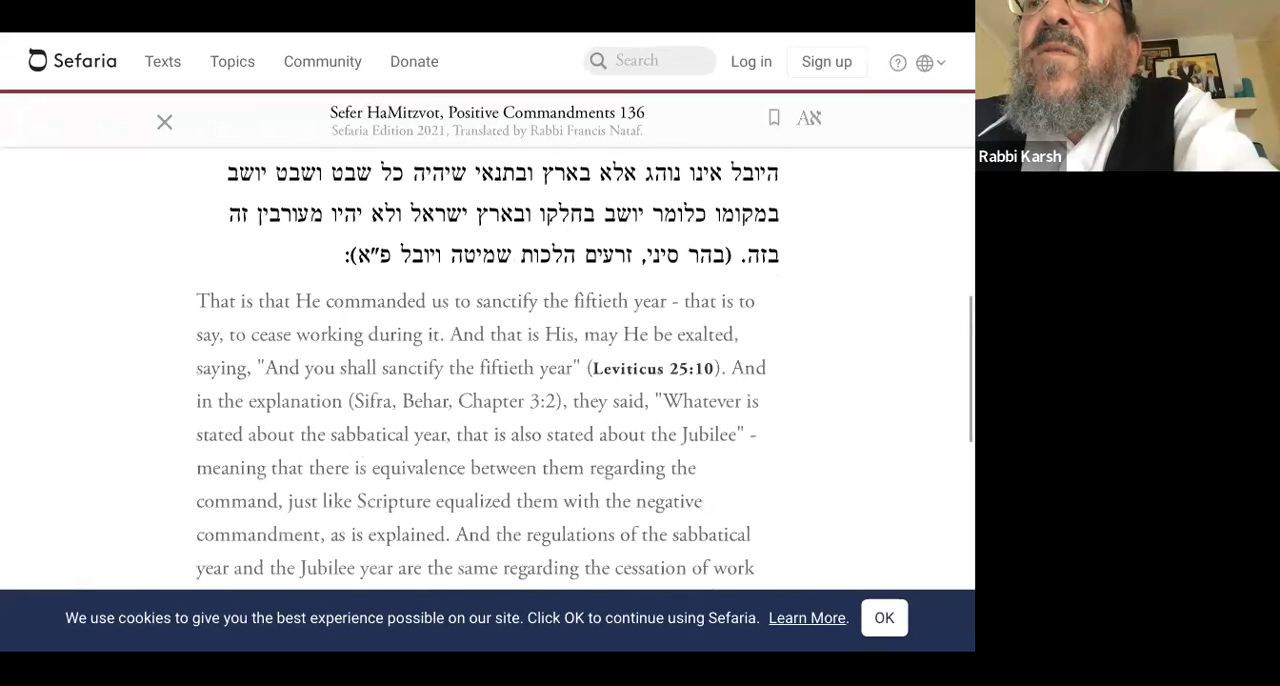 Sefaria Texts Topics Community Donate Search Log in Sign up
Sefer HaMitzvot, Positive Commandments 136
Sefaria Edition 2021, Translated by Rabbi Francis Nataf.
היובל אינו נוהג אלא בארץ ובתנאי שיהיה כל שבט ושבט יושב
במקומו כלומר יושב בחלקו ובארץ ישראל ולא יהיו מעורבין זה
בזה. (בהר סיני, זרעים הלכות שמיטה ויובל פ"א):
That is that He commanded us to sanctify the fiftieth year - that is to
say, to cease working during it. And that is His, may He be exalted,
saying, "And you shall sanctify the fiftieth year" (Leviticus 25:10). And
in the explanation (Sifra, Behar, Chapter 3:2), they said, "Whatever is
stated about the sabbatical year, that is also stated about the Jubilee" -
meaning that there is equivalence between them regarding the
command, just like Scripture equalized them with the negative
commandment, as is explained. And the regulations of the sabbatical
year and the Jubilee year are the same regarding the cessation of work
We use cookies to give you the best experience possible on our site. Click OK to continue using Sefaria. Learn More. OK
Rabbi Karsh